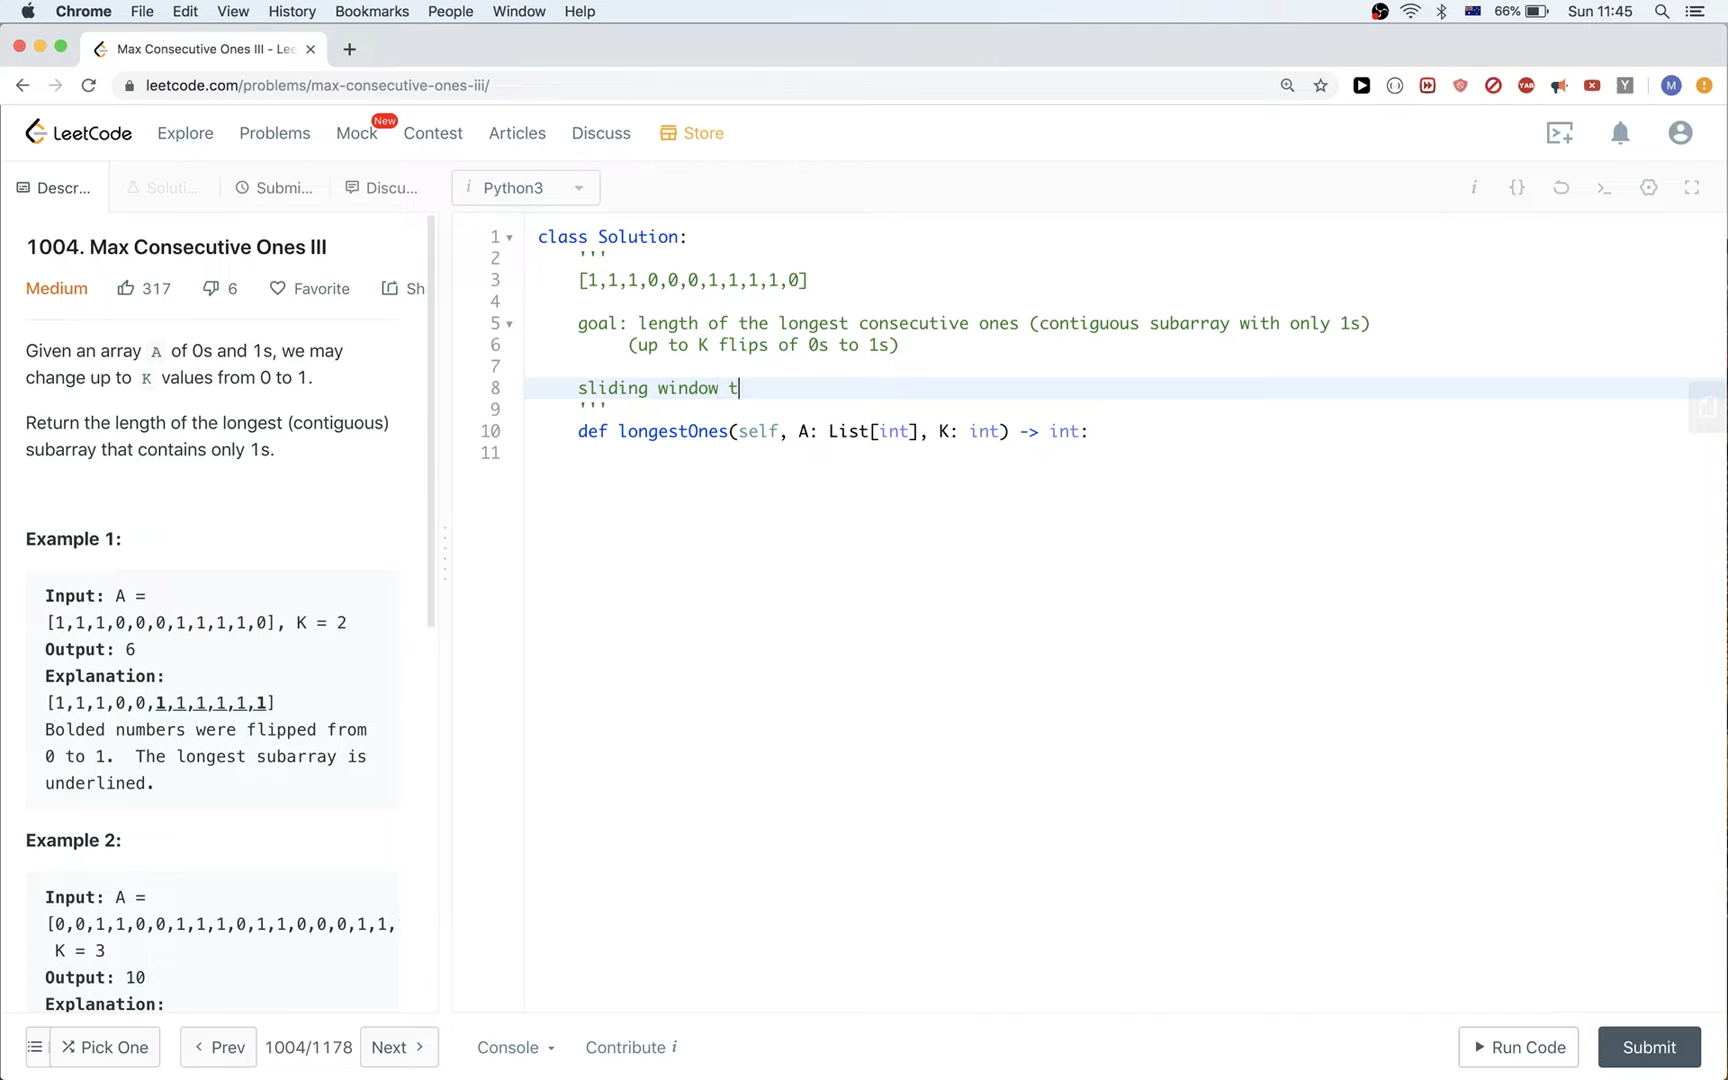 Chrome File Edit View History Bookmarks People Window Help 66% Sun 11:45
Max Consecutive Ones III - Lee
leetcode.com/problems/max-consecutive-ones-iii/
LeetCode Explore Problems Mock New Contest Articles Discuss Store
Descr... Soluti... Submi... Discu... i Python3
1004. Max Consecutive Ones III
Medium 317 6 Favorite Sh
Given an array A of 0s and 1s, we may
change up to K values from 0 to 1.
Return the length of the longest (contiguous)
subarray that contains only 1s.
Example 1:
Input: A =
[1,1,1,0,0,0,1,1,1,1,0], K = 2
Output: 6
Explanation:
[1,1,1,0,0,1,1,1,1,1,1]
Bolded numbers were flipped from
0 to 1. The longest subarray is
underlined.
Example 2:
Input: A =
[0,0,1,1,0,0,1,1,1,0,1,1,0,0,0,1,1,
K = 3
Output: 10
Explanation:
1 class Solution:
2 '''
3 [1,1,1,0,0,0,1,1,1,1,0]
4
5 goal: length of the longest consecutive ones (contiguous subarray with only 1s)
6 (up to K flips of 0s to 1s)
7
8 sliding window t
9 '''
10 def longestOnes(self, A: List[int], K: int) -> int:
11
Pick One Prev 1004/1178 Next Console Contribute i Run Code Submit